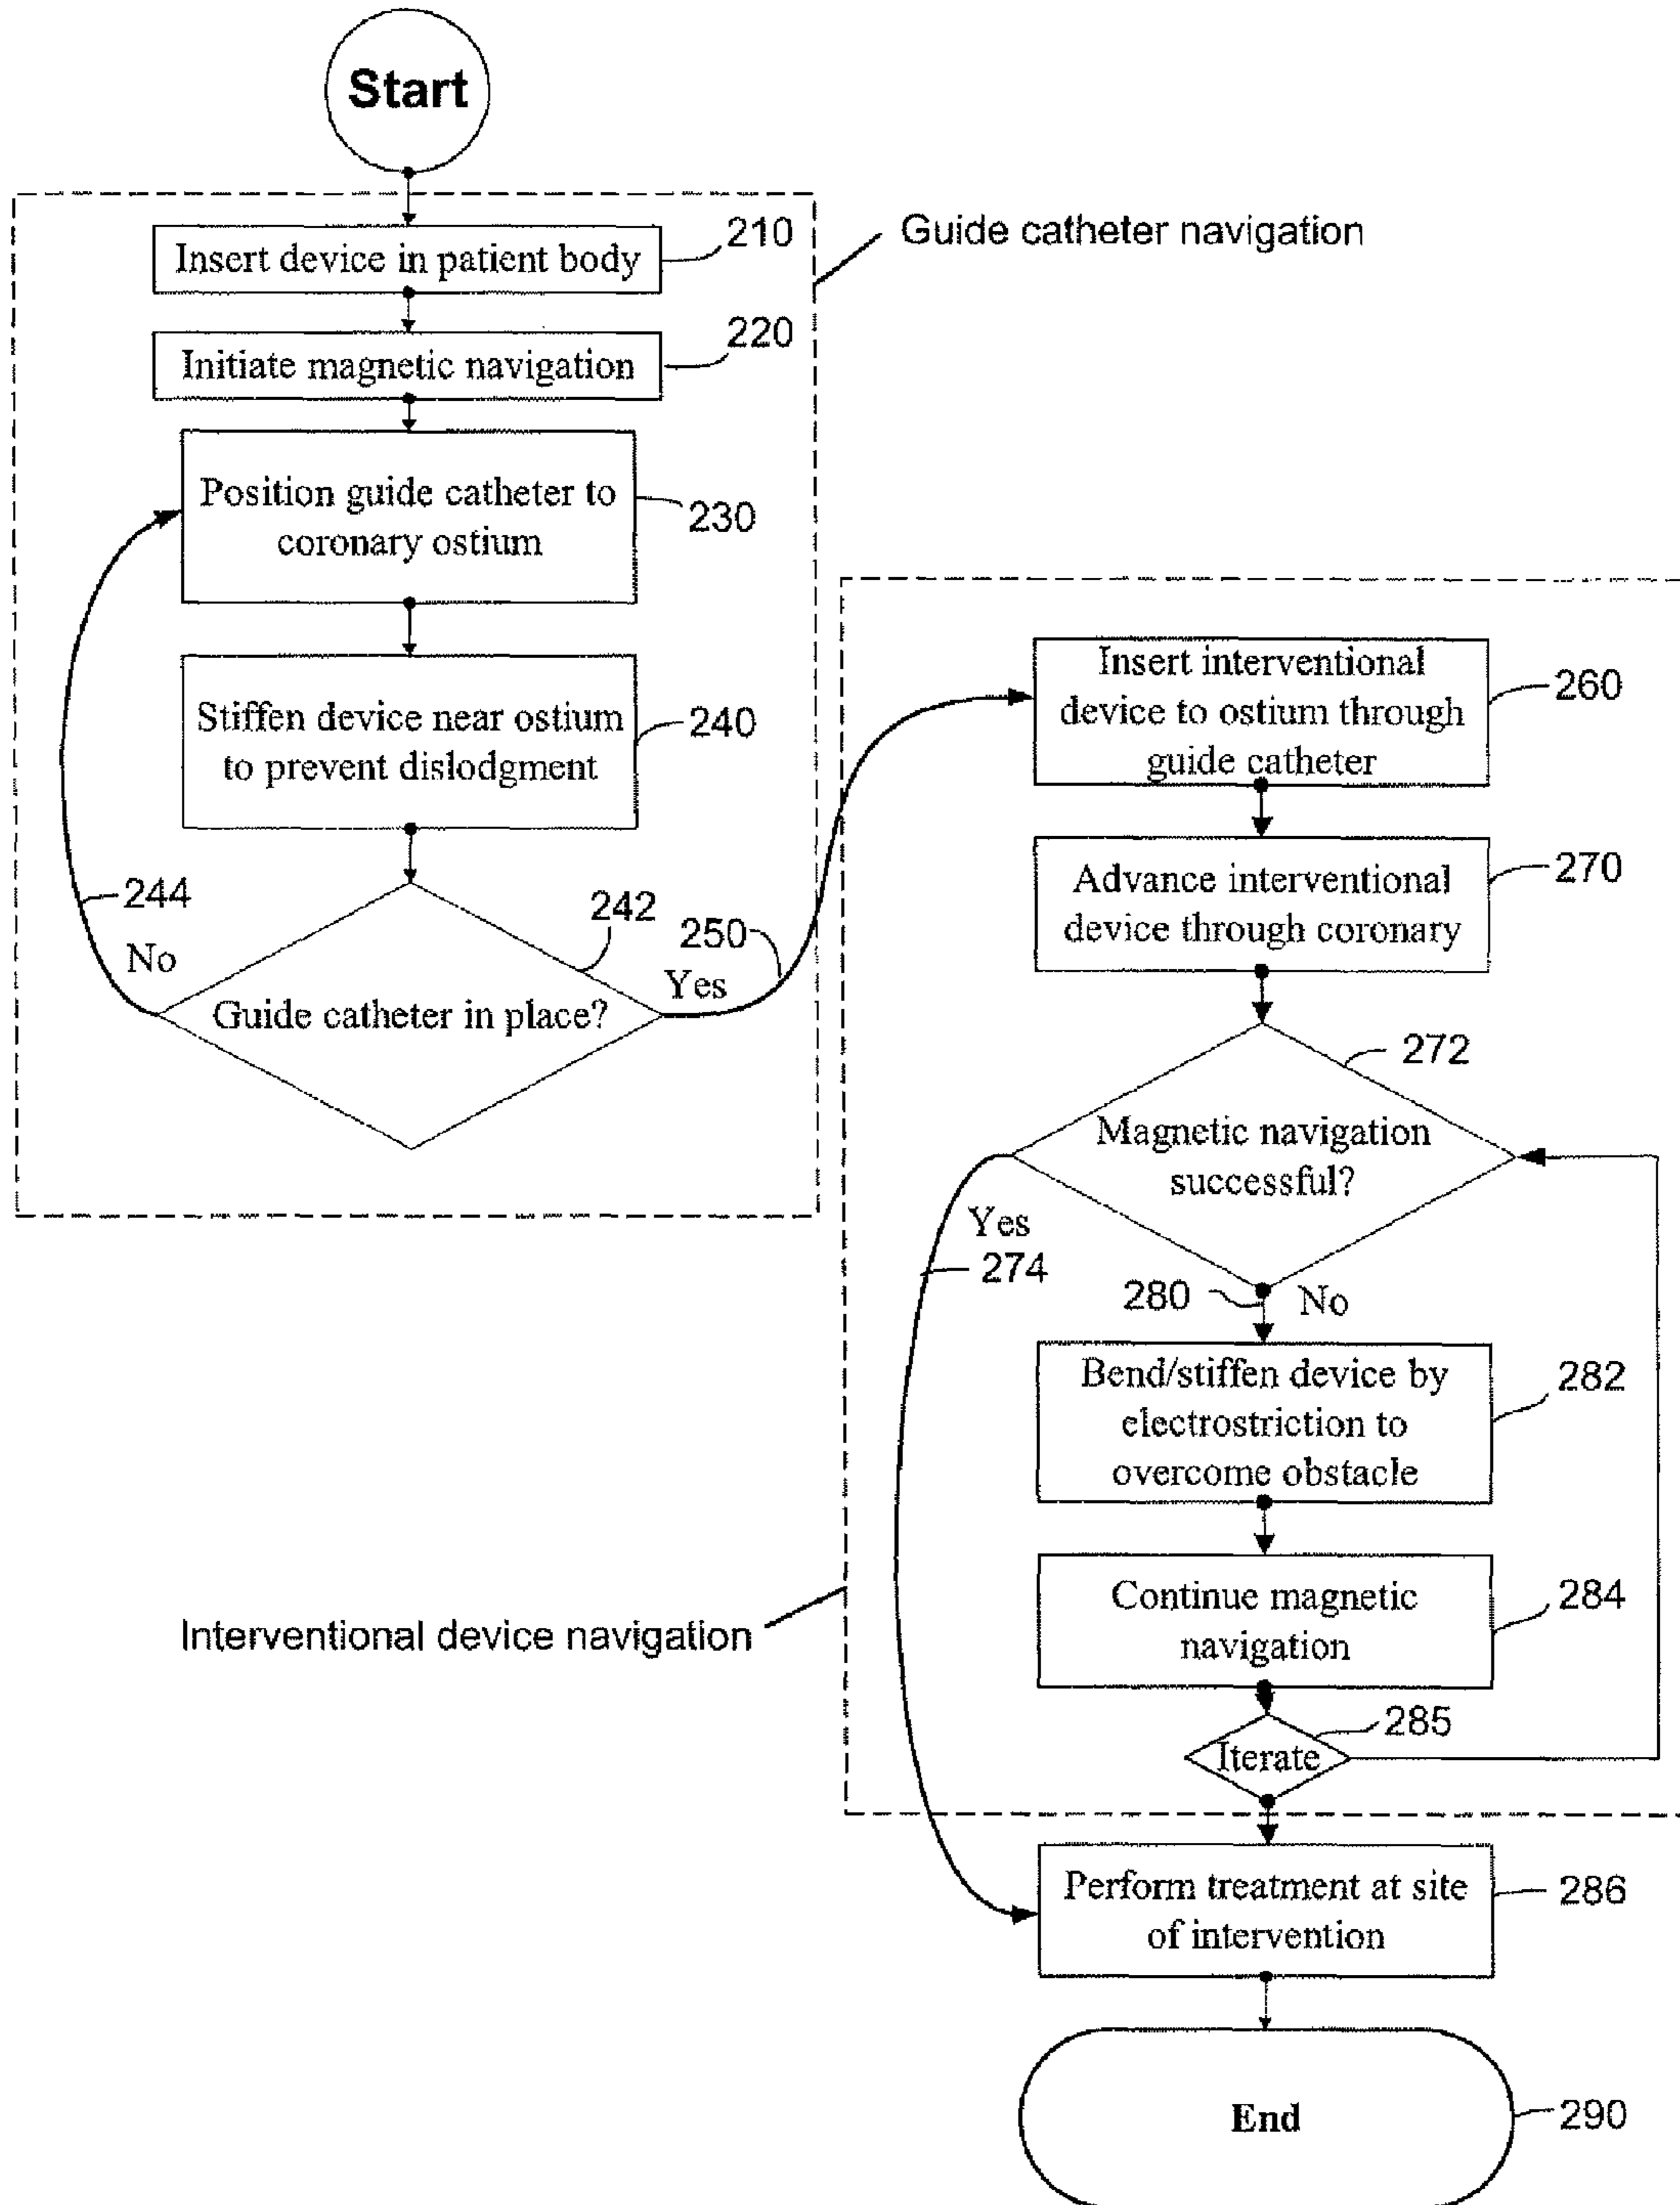 Start
Guide catheter navigation
Insert device in patient body
210
Initiate magnetic navigation
220
Position guide catheter to
coronary ostium
230
Stiffen device near ostium
to prevent dislodgment
240
244
No
242
250
Yes
Guide catheter in place?
Insert interventional
device to ostium through
guide catheter
260
Advance interventional
device through coronary
270
272
Magnetic navigation
successful?
Yes
274
280
No
Bend/stiffen device by
electrostriction to
overcome obstacle
282
Continue magnetic
navigation
284
Interventional device navigation
285
Iterate
Perform treatment at site
of intervention
286
End
290